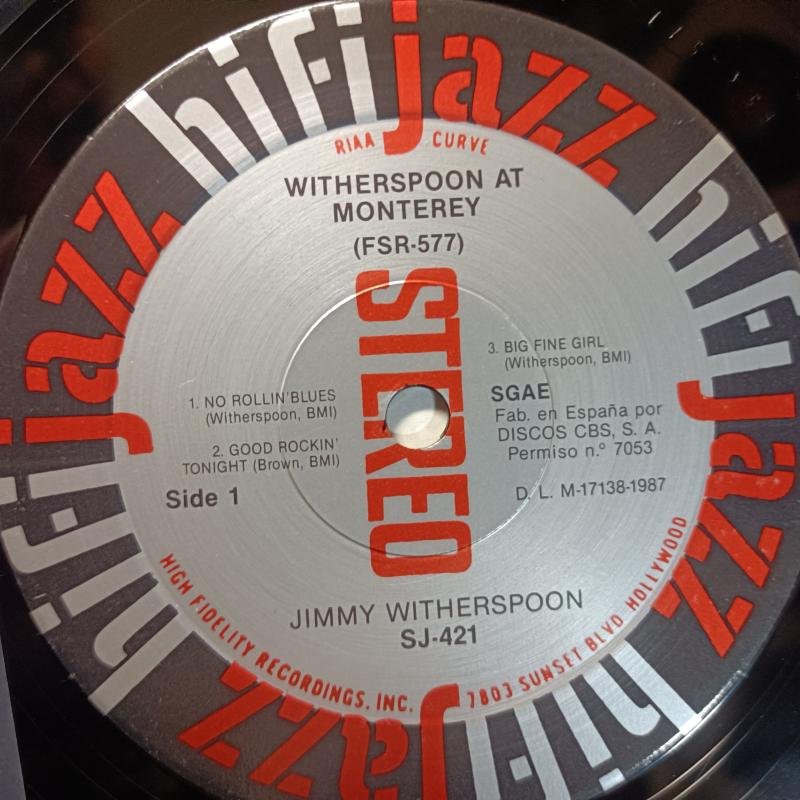 hifi jazz
hifi jazz
hifi jazz
hifi jazz
RIAA CURVE
WITHERSPOON AT
MONTEREY
(FSR-577)
STEREO
1. NO ROLLIN'BLUES
(Witherspoon, BMI)
2. GOOD ROCKIN'
TONIGHT (Brown, BMI)
Side 1
3. BIG FINE GIRL
(Witherspoon, BMI)
SGAE
Fab. en España por
DISCOS CBS, S. A.
Permiso n.º 7053
D. L. M-17138-1987
JIMMY WITHERSPOON
SJ-421
HIGH FIDELITY RECORDINGS, INC. 7803 SUNSET BLVD HOLLYWOOD